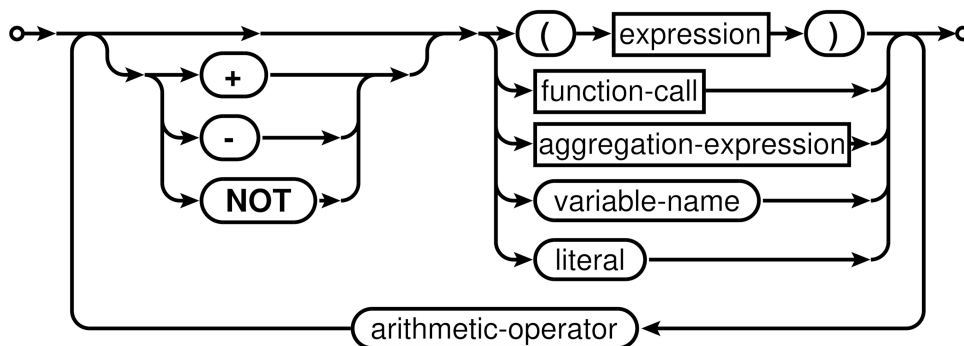 ( expression )
+
function-call
-
aggregation-expression
NOT
variable-name
literal
arithmetic-operator